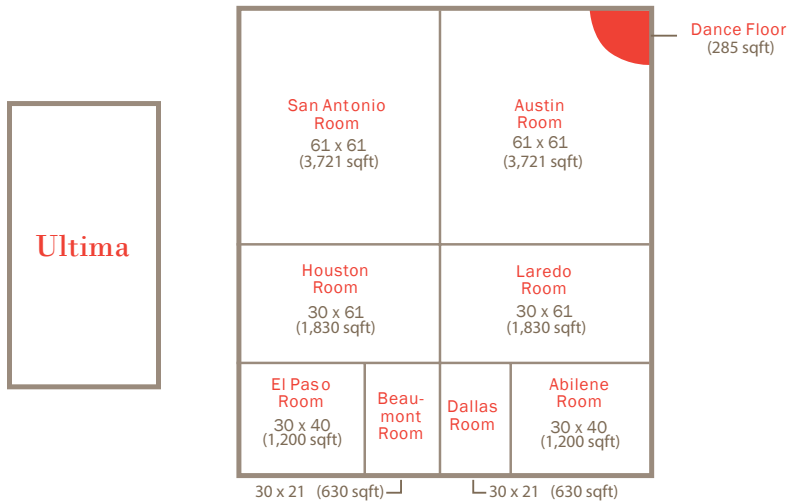 Ultima
San Antonio
Room
61 x 61
(3,721 sqft)
Austin
Room
61 x 61
(3,721 sqft)
Dance Floor
(285 sqft)
Houston
Room
30 x 61
(1,830 sqft)
Laredo
Room
30 x 61
(1,830 sqft)
El Paso
Room
30 x 40
(1,200 sqft)
Beau-
mont
Room
Dallas
Room
Abilene
Room
30 x 40
(1,200 sqft)
30 x 21 (630 sqft)
30 x 21 (630 sqft)